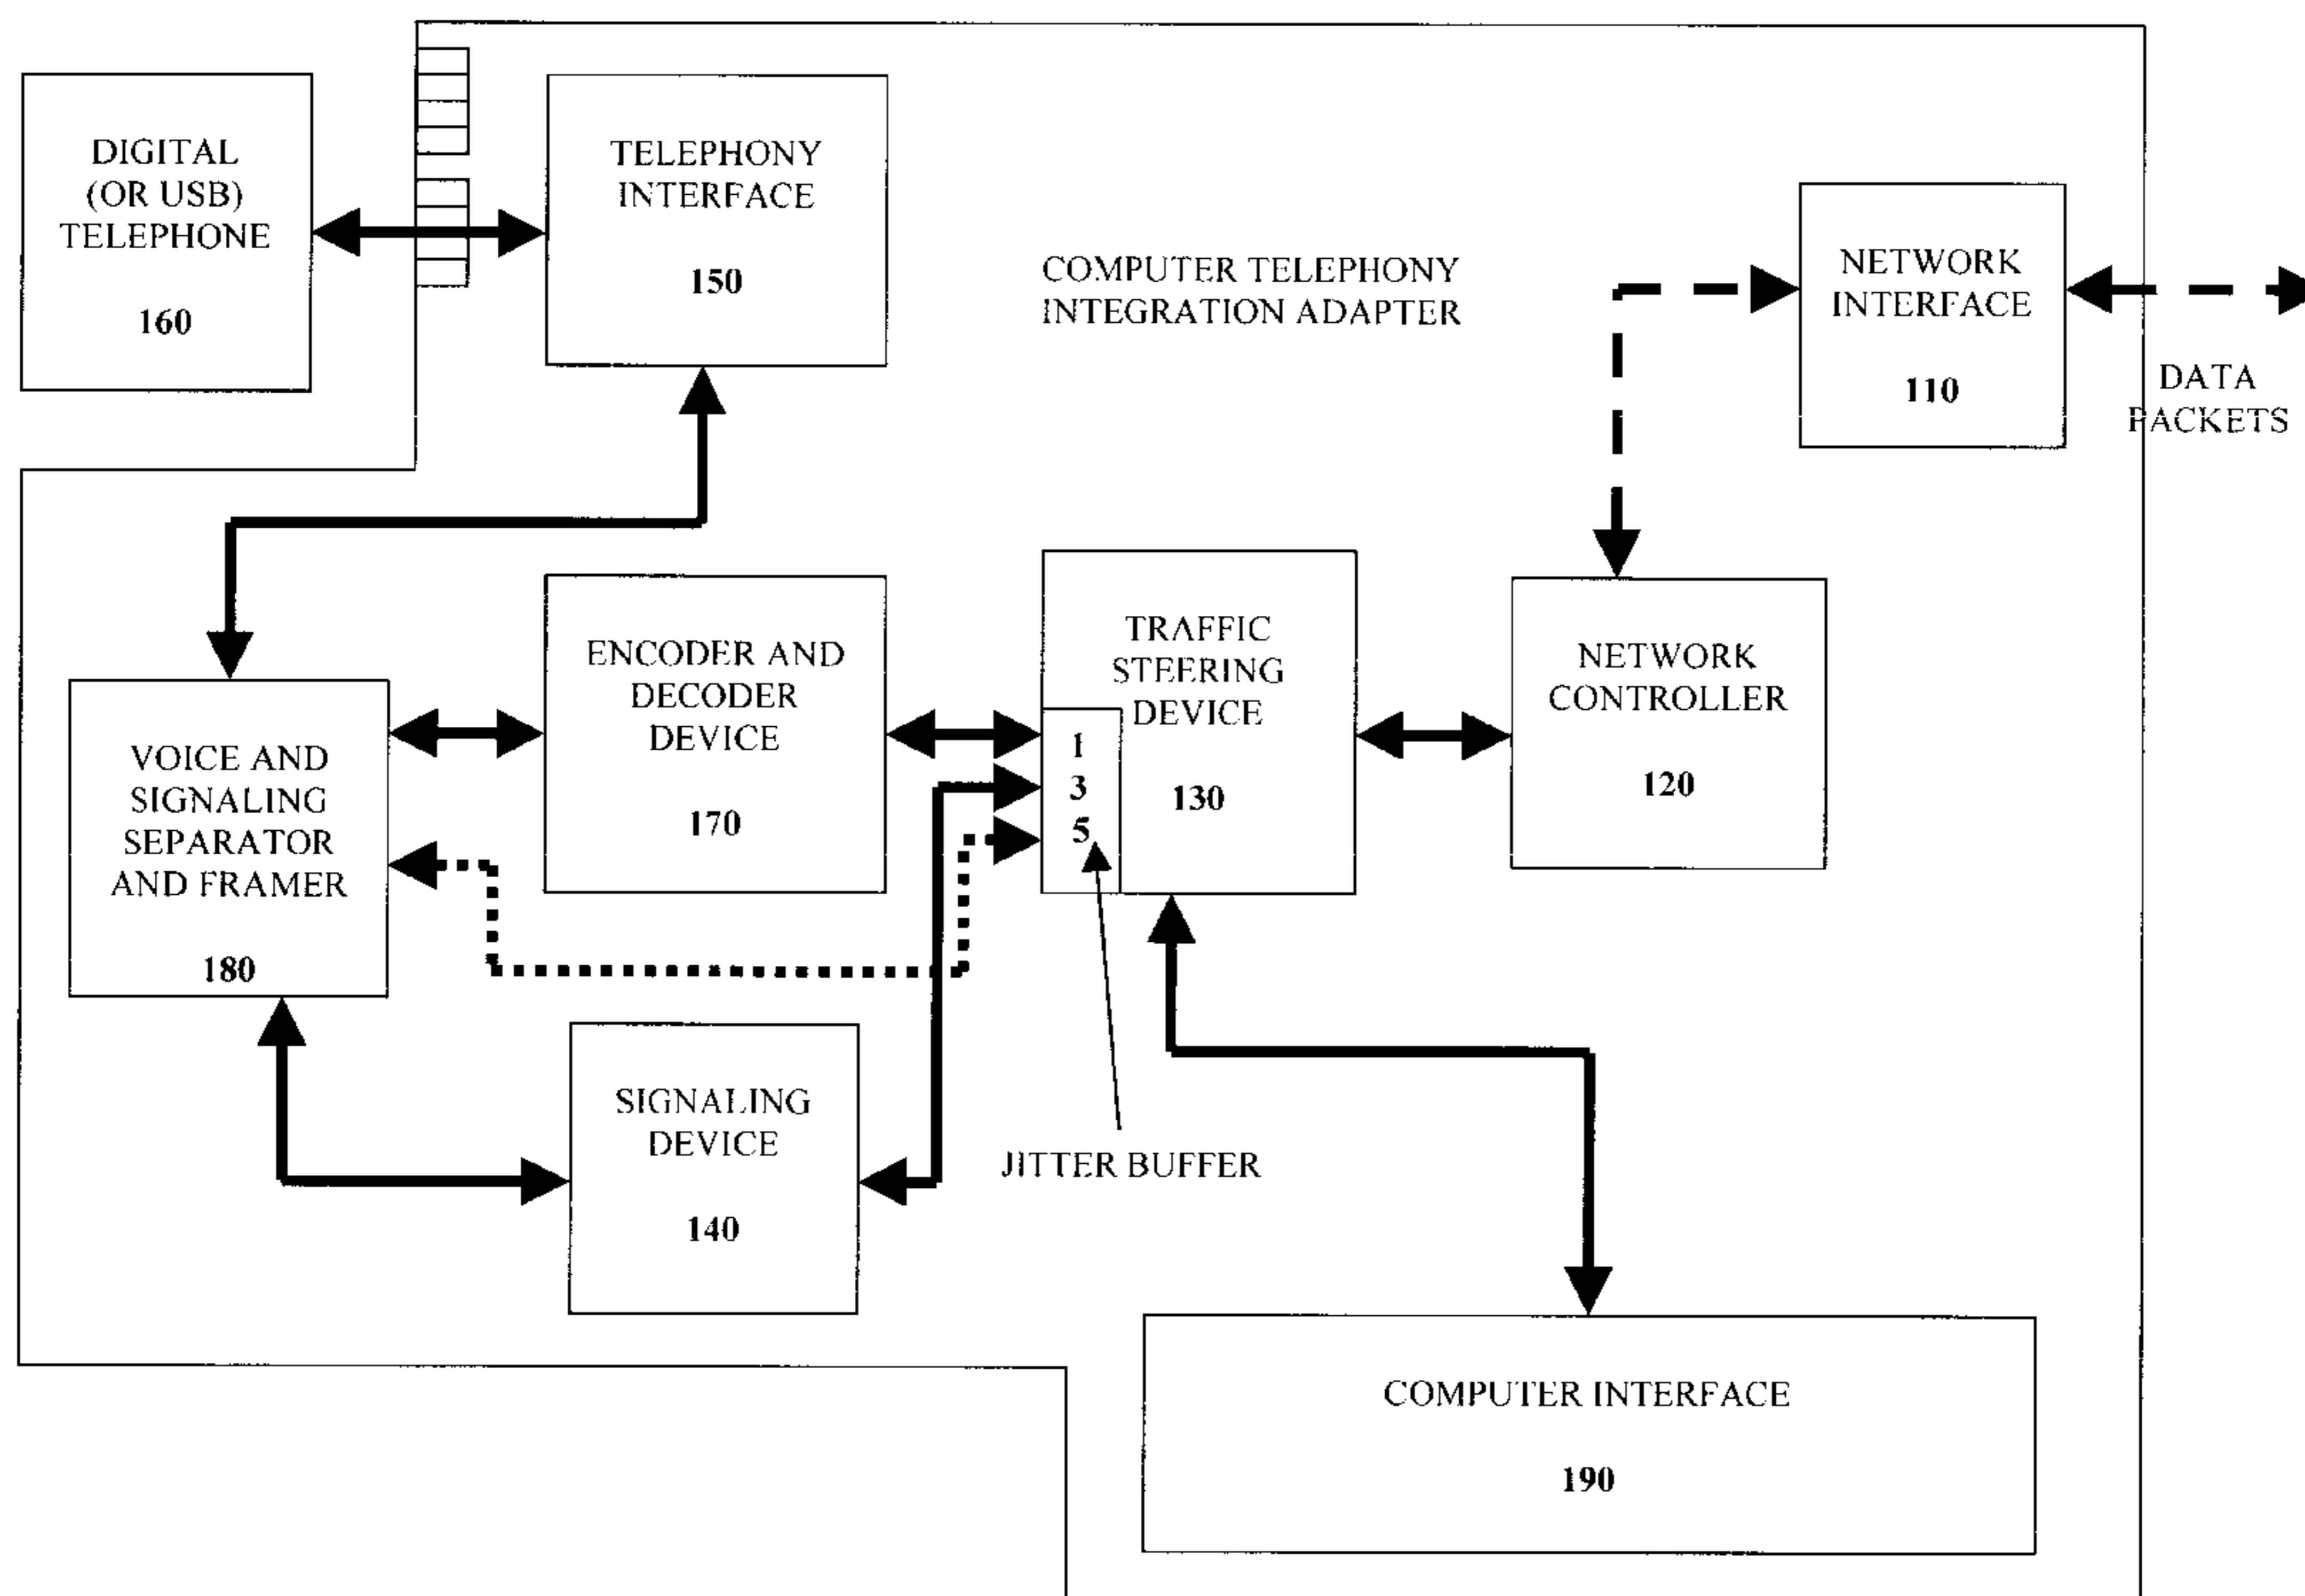 DIGITAL
(OR USB)
TELEPHONE
160
TELEPHONY
INTERFACE
150
COMPUTER TELEPHONY
INTEGRATION ADAPTER
NETWORK
INTERFACE
110
DATA
PACKETS
VOICE AND
SIGNALING
SEPARATOR
AND FRAMER
180
ENCODER AND
DECODER
DEVICE
170
TRAFFIC
STEERING
DEVICE
130
1
3
5
NETWORK
CONTROLLER
120
SIGNALING
DEVICE
140
JITTER BUFFER
COMPUTER INTERFACE
190